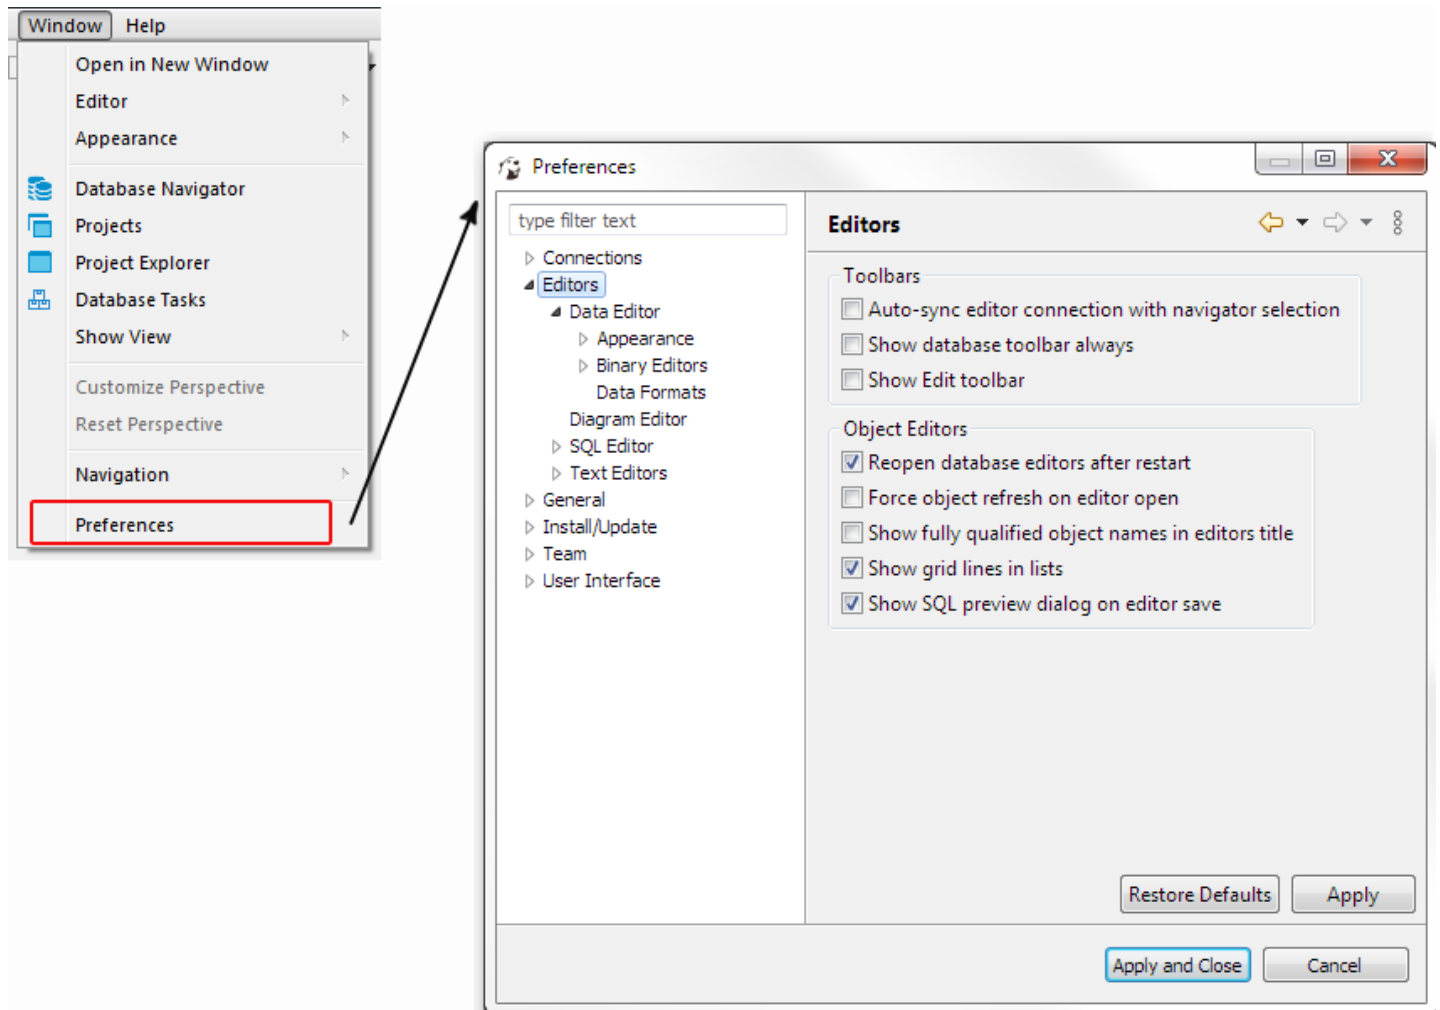 Window Help
Open in New Window
Editor
Appearance
Database Navigator
Projects
Project Explorer
Database Tasks
Show View
Customize Perspective
Reset Perspective
Navigation
Preferences
Preferences
type filter text
Connections
Editors
Data Editor
Appearance
Binary Editors
Data Formats
Diagram Editor
SQL Editor
Text Editors
General
Install/Update
Team
User Interface
Editors
Toolbars
Auto-sync editor connection with navigator selection
Show database toolbar always
Show Edit toolbar
Object Editors
Reopen database editors after restart
Force object refresh on editor open
Show fully qualified object names in editors title
Show grid lines in lists
Show SQL preview dialog on editor save
Restore Defaults Apply
Apply and Close Cancel